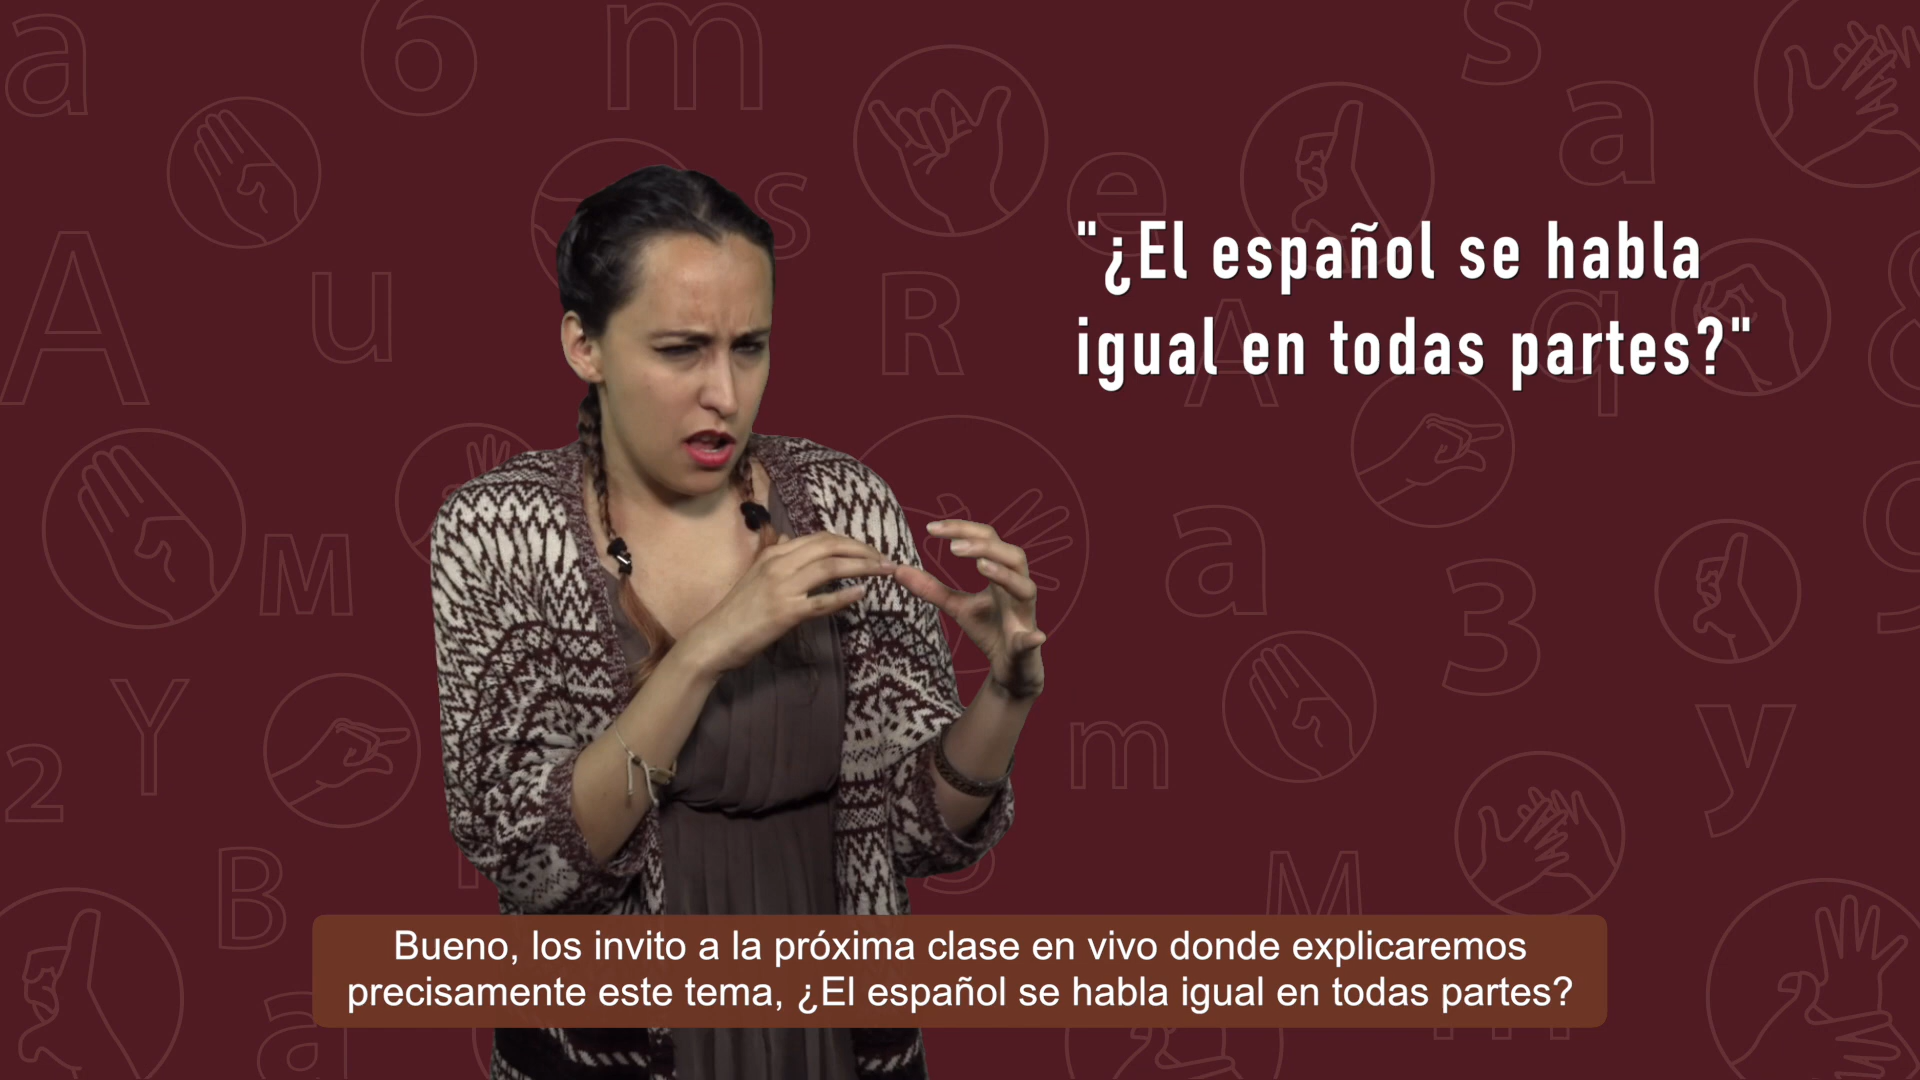 "¿El español se habla
igual en todas partes?"
Bueno, los invito a la próxima clase en vivo donde explicaremos
precisamente este tema, ¿El español se habla igual en todas partes?